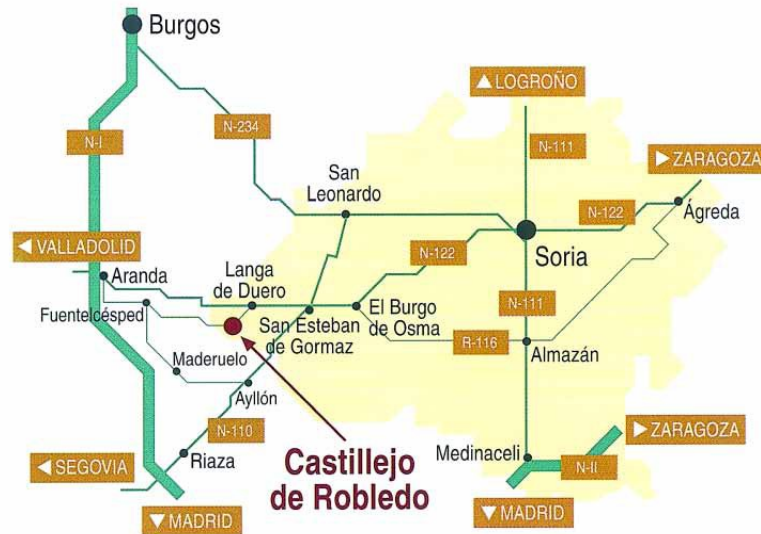 Burgos
LOGROÑO
N-I
N-234
N-111
ZARAGOZA
San
Leonardo
N-122
Ágreda
VALLADOLID
Soria
Aranda
Langa
de Duero
N-122
Fuentelcésped
San Esteban
de Gormaz
El Burgo
de Osma
N-111
Maderuelo
R-116
Almazán
Ayllón
N-110
ZARAGOZA
SEGOVIA
Riaza
Castillejo
de Robledo
Medinaceli
N-II
MADRID
MADRID